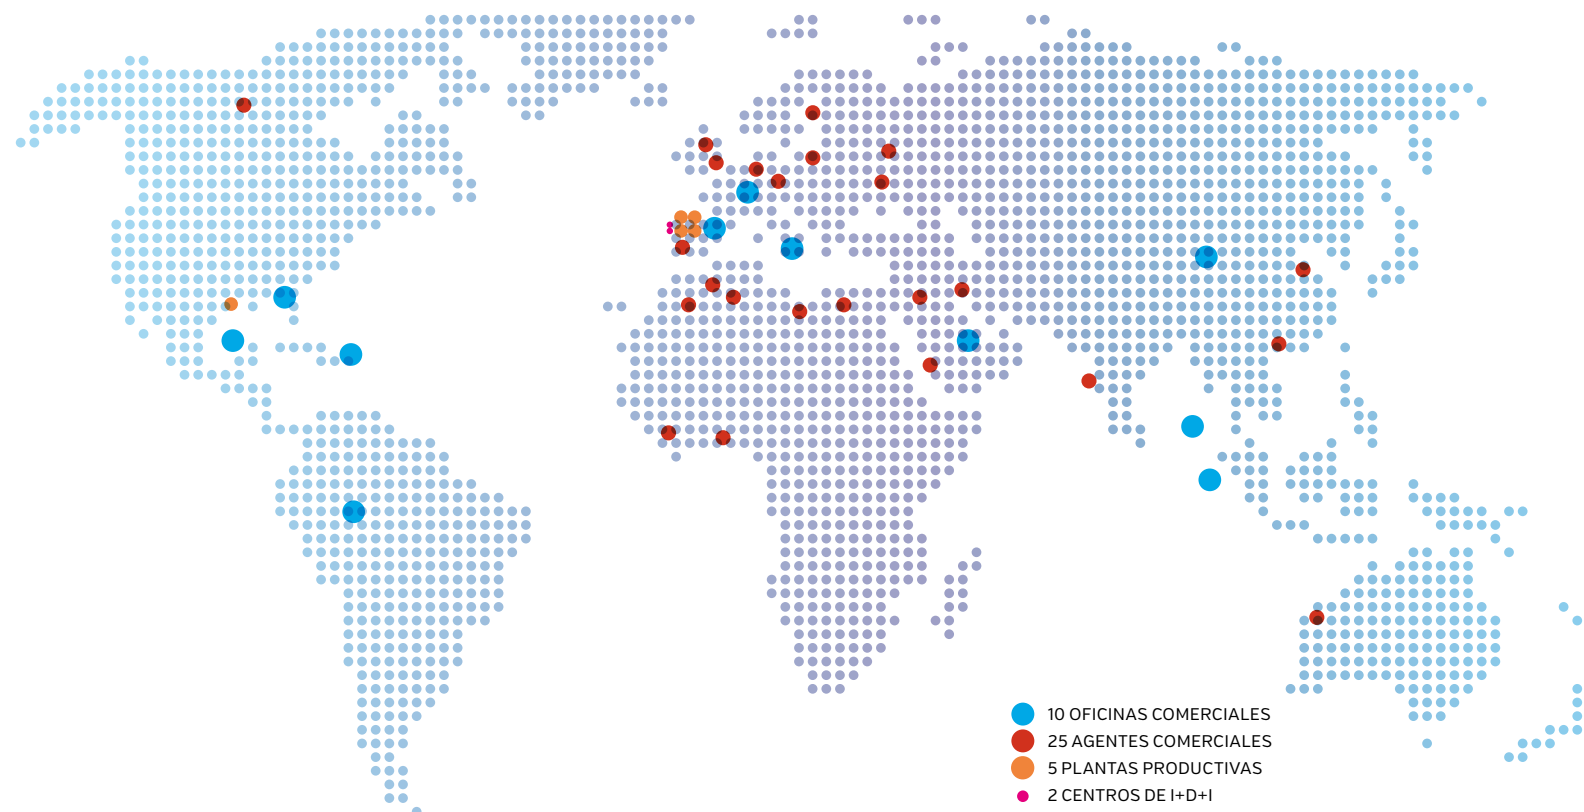 10 OFICINAS COMERCIALES
25 AGENTES COMERCIALES
5 PLANTAS PRODUCTIVAS
2 CENTROS DE I+D+I